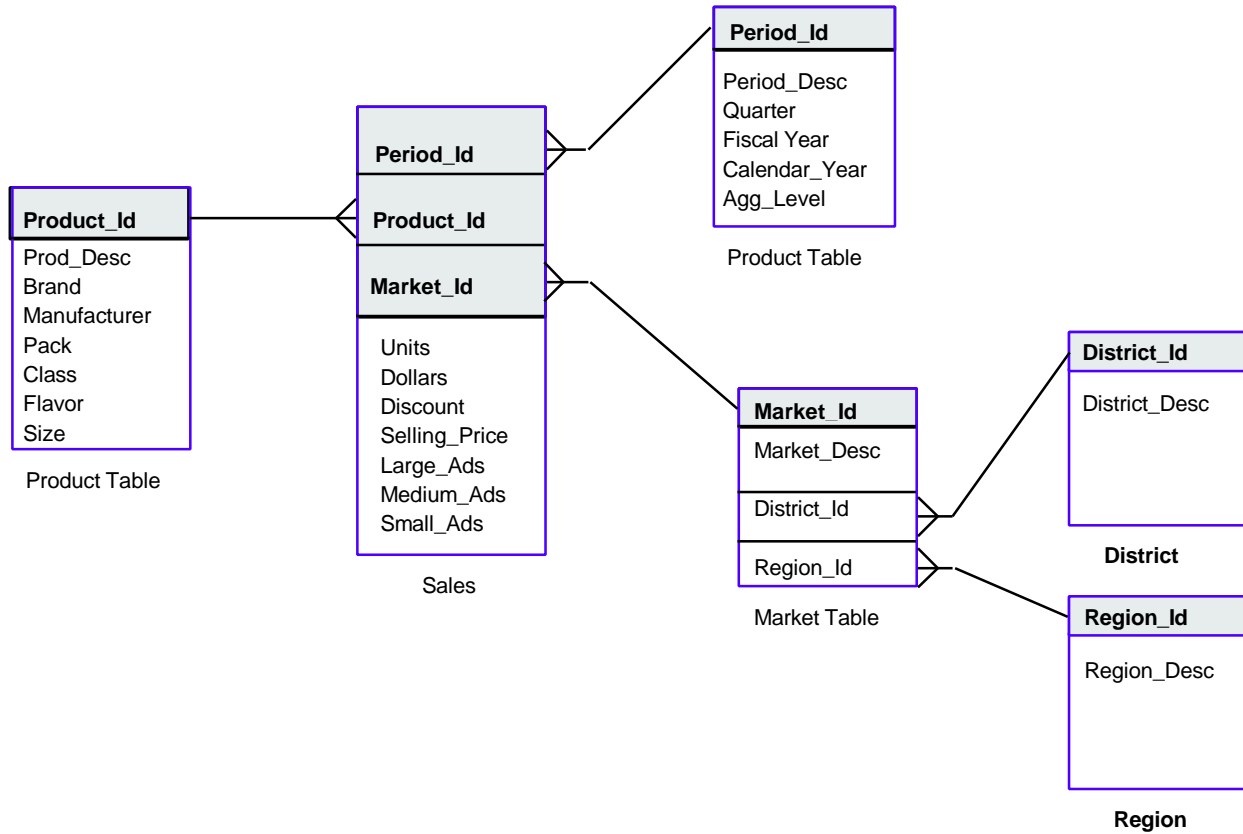 Product_Id
Prod_Desc
Brand
Manufacturer
Pack
Class
Flavor
Size
Product Table
Period_Id
Product_Id
Market_Id
Units
Dollars
Discount
Selling_Price
Large_Ads
Medium_Ads
Small_Ads
Sales
Period_Id
Period_Desc
Quarter
Fiscal Year
Calendar_Year
Agg_Level
Product Table
Market_Id
Market_Desc
District_Id
Region_Id
Market Table
District_Id
District_Desc
District
Region_Id
Region_Desc
Region